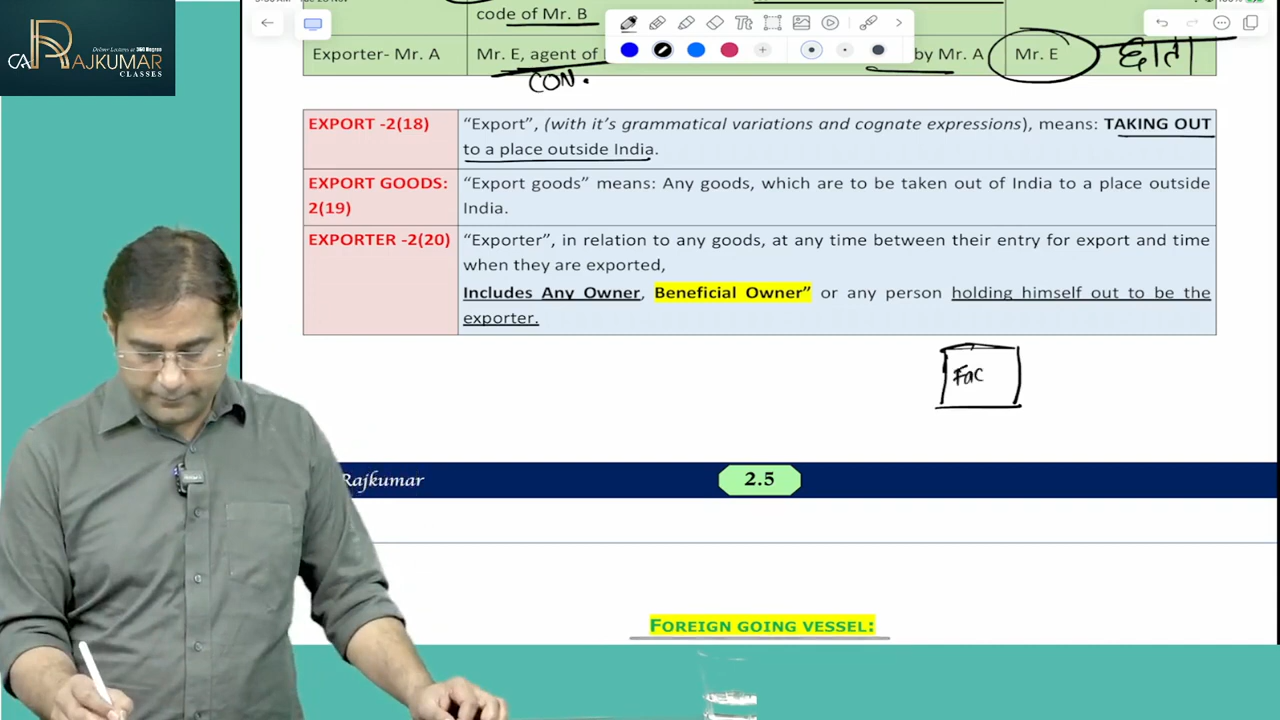 Deliver Lectures at 360 Degree
CA RAJKUMAR
CLASSES
code of Mr. B
Exporter- Mr. A
Mr. E, agent of
by Mr. A
Mr. E
CON.
EXPORT -2(18)
“Export”, (with it’s grammatical variations and cognate expressions), means: TAKING OUT
to a place outside India.
EXPORT GOODS:
2(19)
“Export goods” means: Any goods, which are to be taken out of India to a place outside
India.
EXPORTER -2(20)
“Exporter”, in relation to any goods, at any time between their entry for export and time
when they are exported,
Includes Any Owner, Beneficial Owner” or any person holding himself out to be the
exporter.
Fac
Rajkumar
2.5
FOREIGN GOING VESSEL: